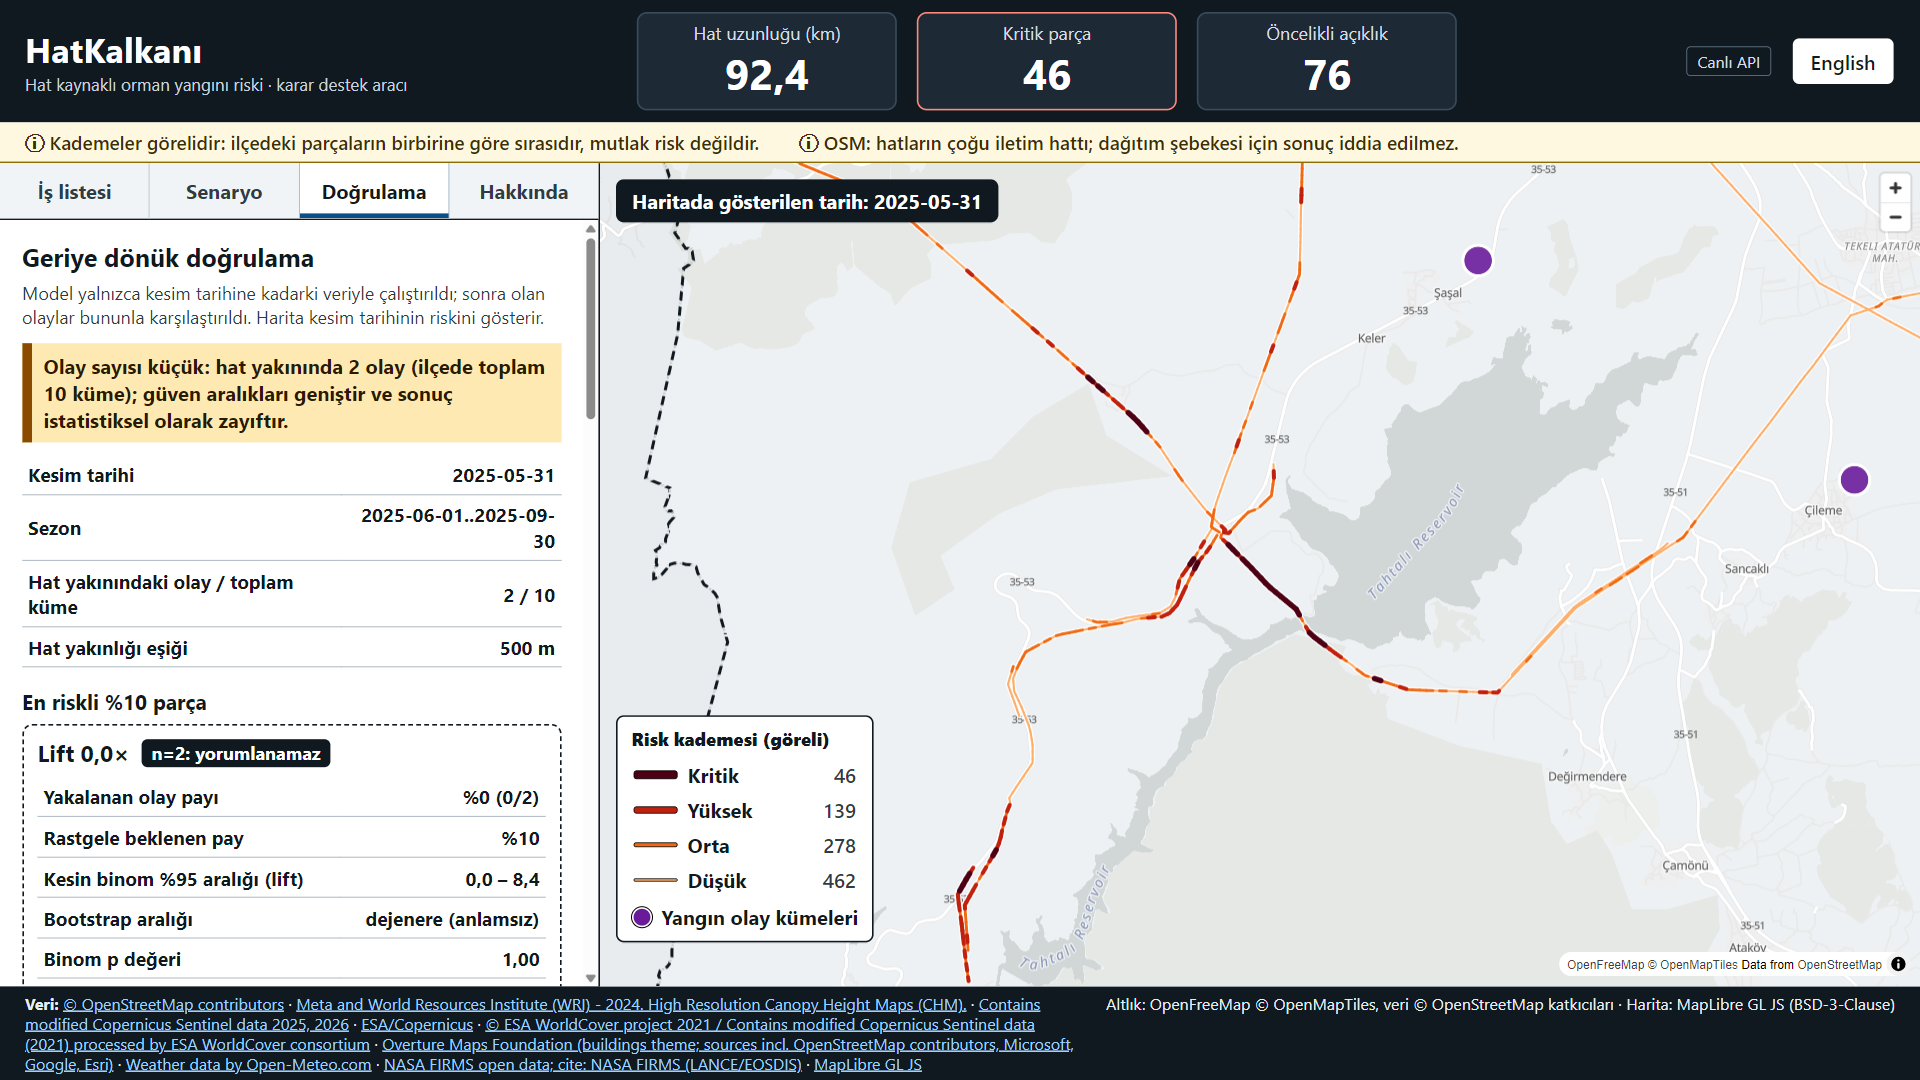 HatKalkanı
Hat kaynaklı orman yangını riski · karar destek aracı
Hat uzunluğu (km)
92,4
Kritik parça
46
Öncelikli açıklık
76
Canlı API
English
Kademeler görelidir: ilçedeki parçaların birbirine göre sırasıdır, mutlak risk değildir.
OSM: hatların çoğu iletim hattı; dağıtım şebekesi için sonuç iddia edilmez.
İş listesi
Senaryo
Doğrulama
Hakkında
Geriye dönük doğrulama
Model yalnızca kesim tarihine kadarki veriyle çalıştırıldı; sonra olan
olaylar bununla karşılaştırıldı. Harita kesim tarihinin riskini gösterir.
Olay sayısı küçük: hat yakınında 2 olay (ilçede toplam
10 küme); güven aralıkları geniştir ve sonuç
istatistiksel olarak zayıftır.
Kesim tarihi 2025-05-31
Sezon 2025-06-01..2025-09-
30
Hat yakınındaki olay / toplam
küme 2 / 10
Hat yakınlığı eşiği 500 m
En riskli %10 parça
Lift 0,0× n=2: yorumlanamaz
Yakalanan olay payı %0 (0/2)
Rastgele beklenen pay %10
Kesin binom %95 aralığı (lift) 0,0 – 8,4
Bootstrap aralığı dejenere (anlamsız)
Binom p değeri 1,00
Haritada gösterilen tarih: 2025-05-31
35-53
+
−
TEKELİ ATATÜR
MAH.
Şaşal
35-53
Keler
35-53
35-51
Tahtalı Reservoir
Çileme
Sancaklı
35-53
35-53
35-51
Değirmendere
Çamönü
35-51
Ataköy
Tahtalı Reservoir
Risk kademesi (göreli)
Kritik 46
Yüksek 139
Orta 278
Düşük 462
Yangın olay kümeleri
OpenFreeMap © OpenMapTiles Data from OpenStreetMap
Veri: © OpenStreetMap contributors · Meta and World Resources Institute (WRI) - 2024. High Resolution Canopy Height Maps (CHM). · Contains
modified Copernicus Sentinel data 2025, 2026 · ESA/Copernicus · © ESA WorldCover project 2021 / Contains modified Copernicus Sentinel data
(2021) processed by ESA WorldCover consortium · Overture Maps Foundation (buildings theme; sources incl. OpenStreetMap contributors, Microsoft,
Google, Esri) · Weather data by Open-Meteo.com · NASA FIRMS open data; cite: NASA FIRMS (LANCE/EOSDIS) · MapLibre GL JS
Altlık: OpenFreeMap © OpenMapTiles, veri © OpenStreetMap katkıcıları · Harita: MapLibre GL JS (BSD-3-Clause)